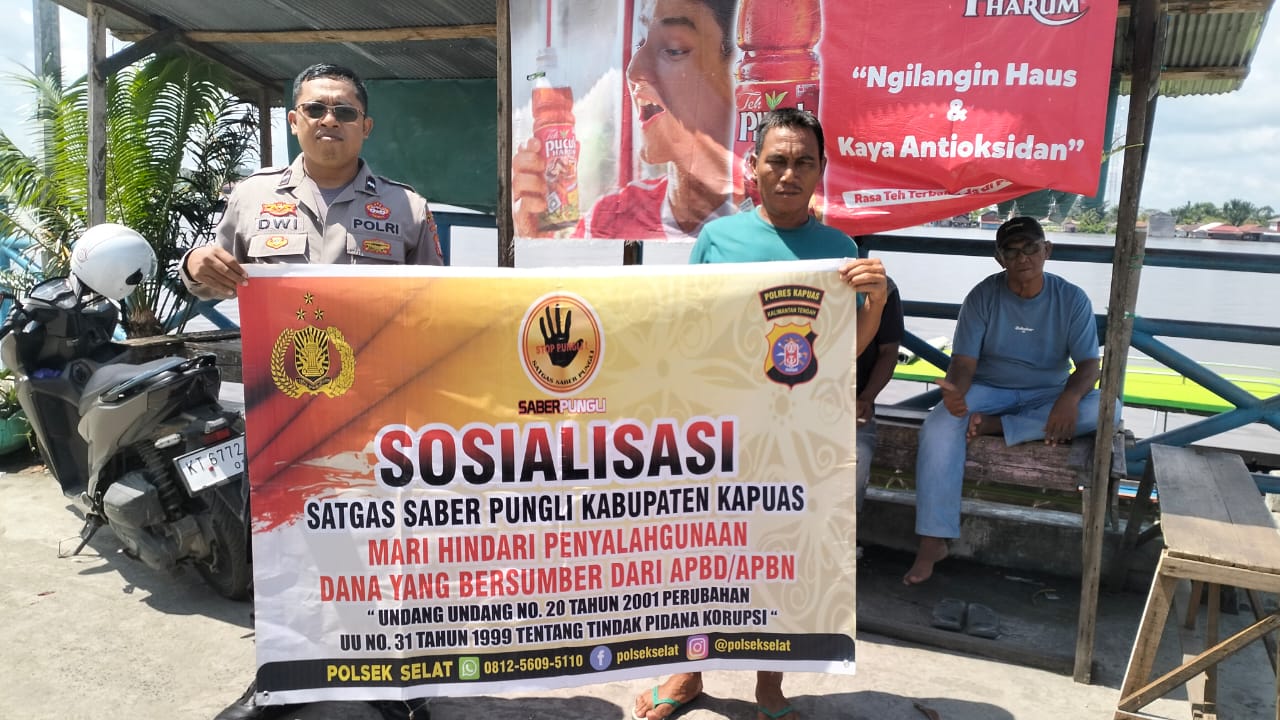 HARUM
"Ngilangin Haus
&
Kaya Antioksidan"
Teh
pucuk
HARUM
DWI
POLRI
STOP PUNGLI
SATGAS SABER PUNGLI
SABERPUNGLI
POLRES KAPUAS
KALIMANTAN TENGAH
SOSIALISASI
SATGAS SABER PUNGLI KABUPATEN KAPUAS
MARI HINDARI PENYALAHGUNAAN
DANA YANG BERSUMBER DARI APBD/APBN
" UNDANG UNDANG NO. 20 TAHUN 2001 PERUBAHAN
UU NO. 31 TAHUN 1999 TENTANG TINDAK PIDANA KORUPSI "
POLSEK SELAT 0812-5609-5110 polsekselat @polsekselat
KT 6772